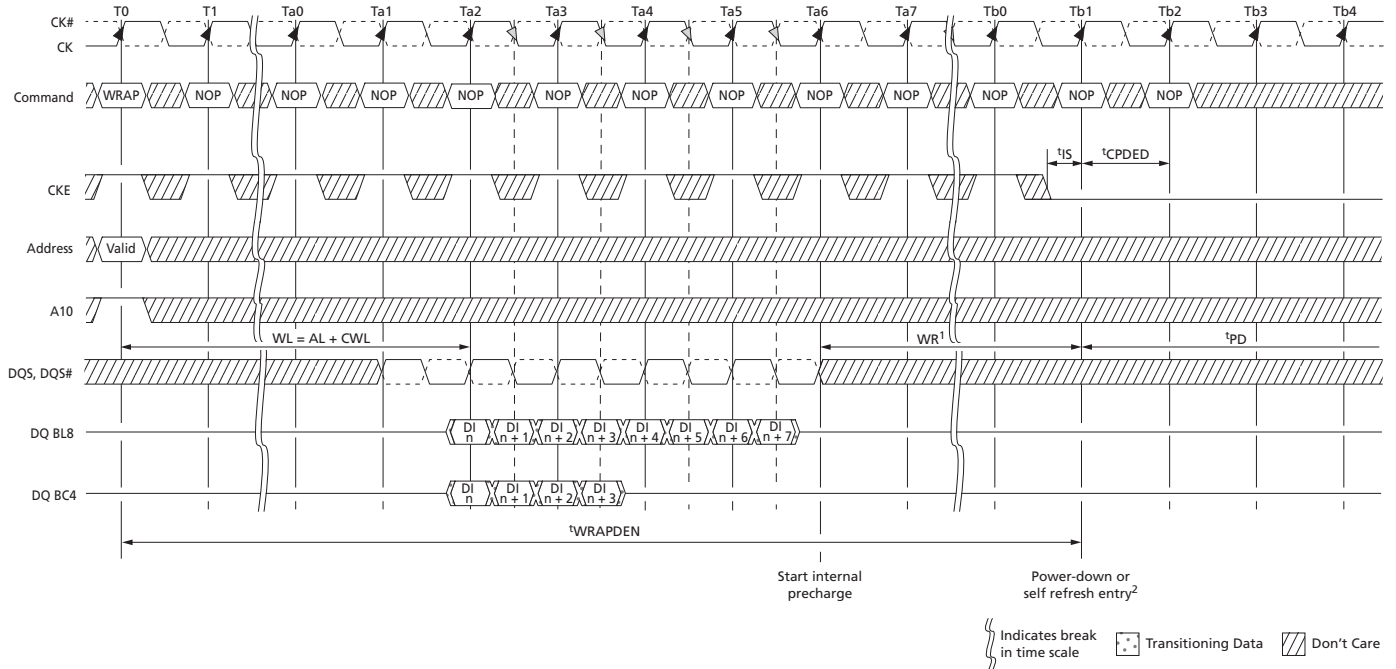 T0 T1 Ta0 Ta1 Ta2 Ta3 Ta4 Ta5 Ta6 Ta7 Tb0 Tb1 Tb2 Tb3 Tb4
CK#
CK
Command WRAP NOP NOP NOP NOP NOP NOP NOP NOP NOP NOP NOP NOP
tIS tCPDED
CKE
Address Valid
A10
WL = AL + CWL WR1 tPD
DQS, DQS#
DQ BL8 DI n DI n + 1 DI n + 2 DI n + 3 DI n + 4 DI n + 5 DI n + 6 DI n + 7
DQ BC4 DI n DI n + 1 DI n + 2 DI n + 3
tWRAPDEN
Start internal
precharge
Power-down or
self refresh entry2
Indicates break
in time scale
Transitioning Data
Don't Care